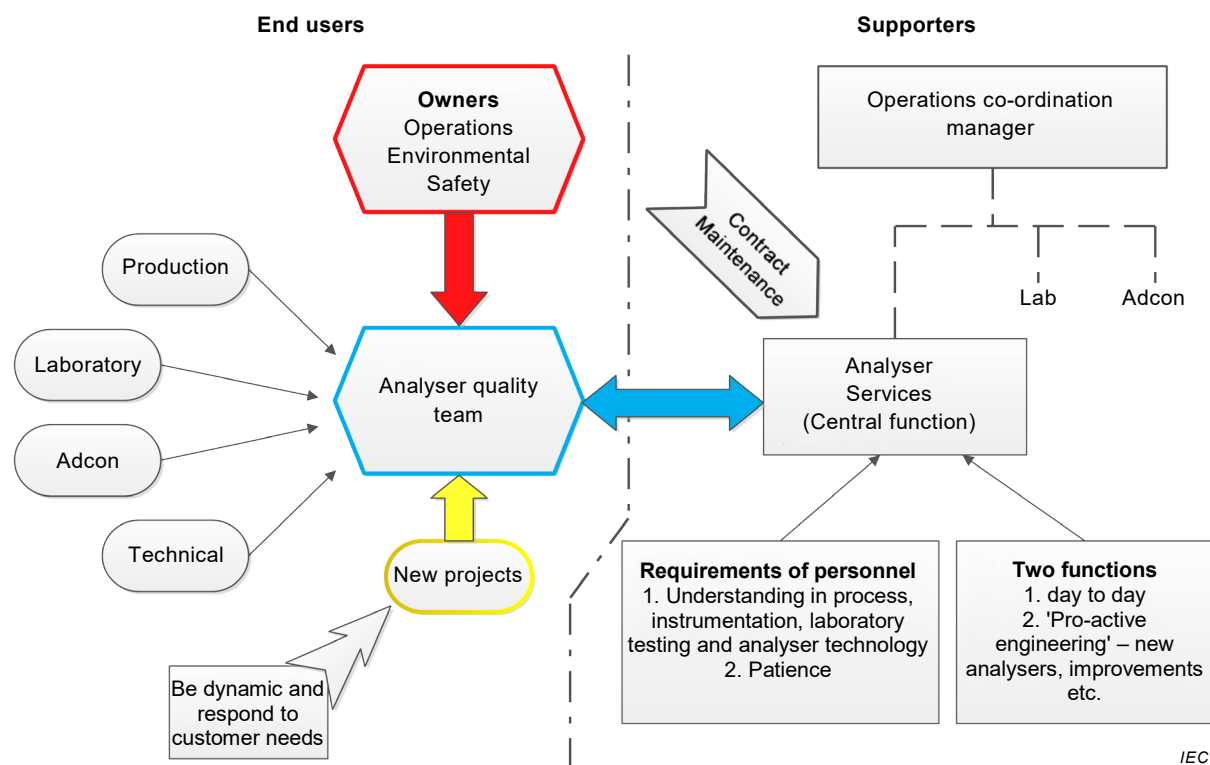 End users
Supporters
Owners
Operations
Environmental
Safety
Operations co-ordination
manager
Contract
Maintenance
Production
Lab
Adcon
Laboratory
Analyser quality
team
Analyser
Services
(Central function)
Adcon
Technical
New projects
Requirements of personnel
1. Understanding in process,
instrumentation, laboratory
testing and analyser technology
2. Patience
Two functions
1. day to day
2. 'Pro-active
engineering' – new
analysers, improvements
etc.
Be dynamic and
respond to
customer needs
IEC